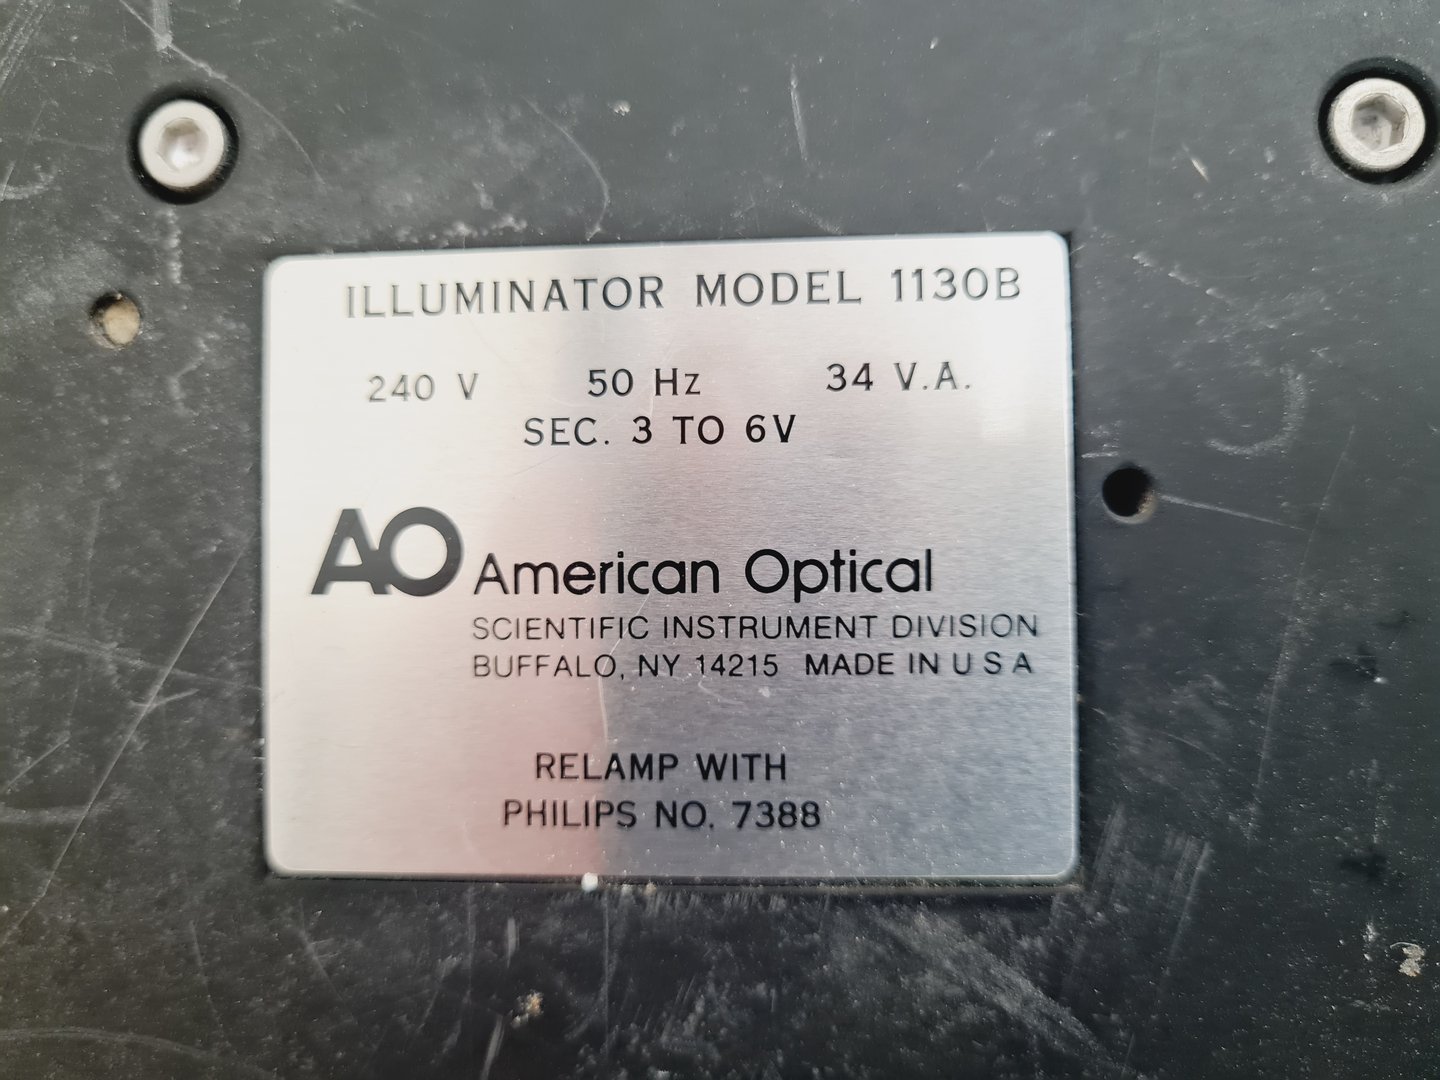 ILLUMINATOR MODEL 1130B
240 V 50 Hz 34 V.A.
SEC. 3 TO 6V
AO American Optical
SCIENTIFIC INSTRUMENT DIVISION
BUFFALO, NY 14215 MADE IN U S A
RELAMP WITH
PHILIPS NO. 7388